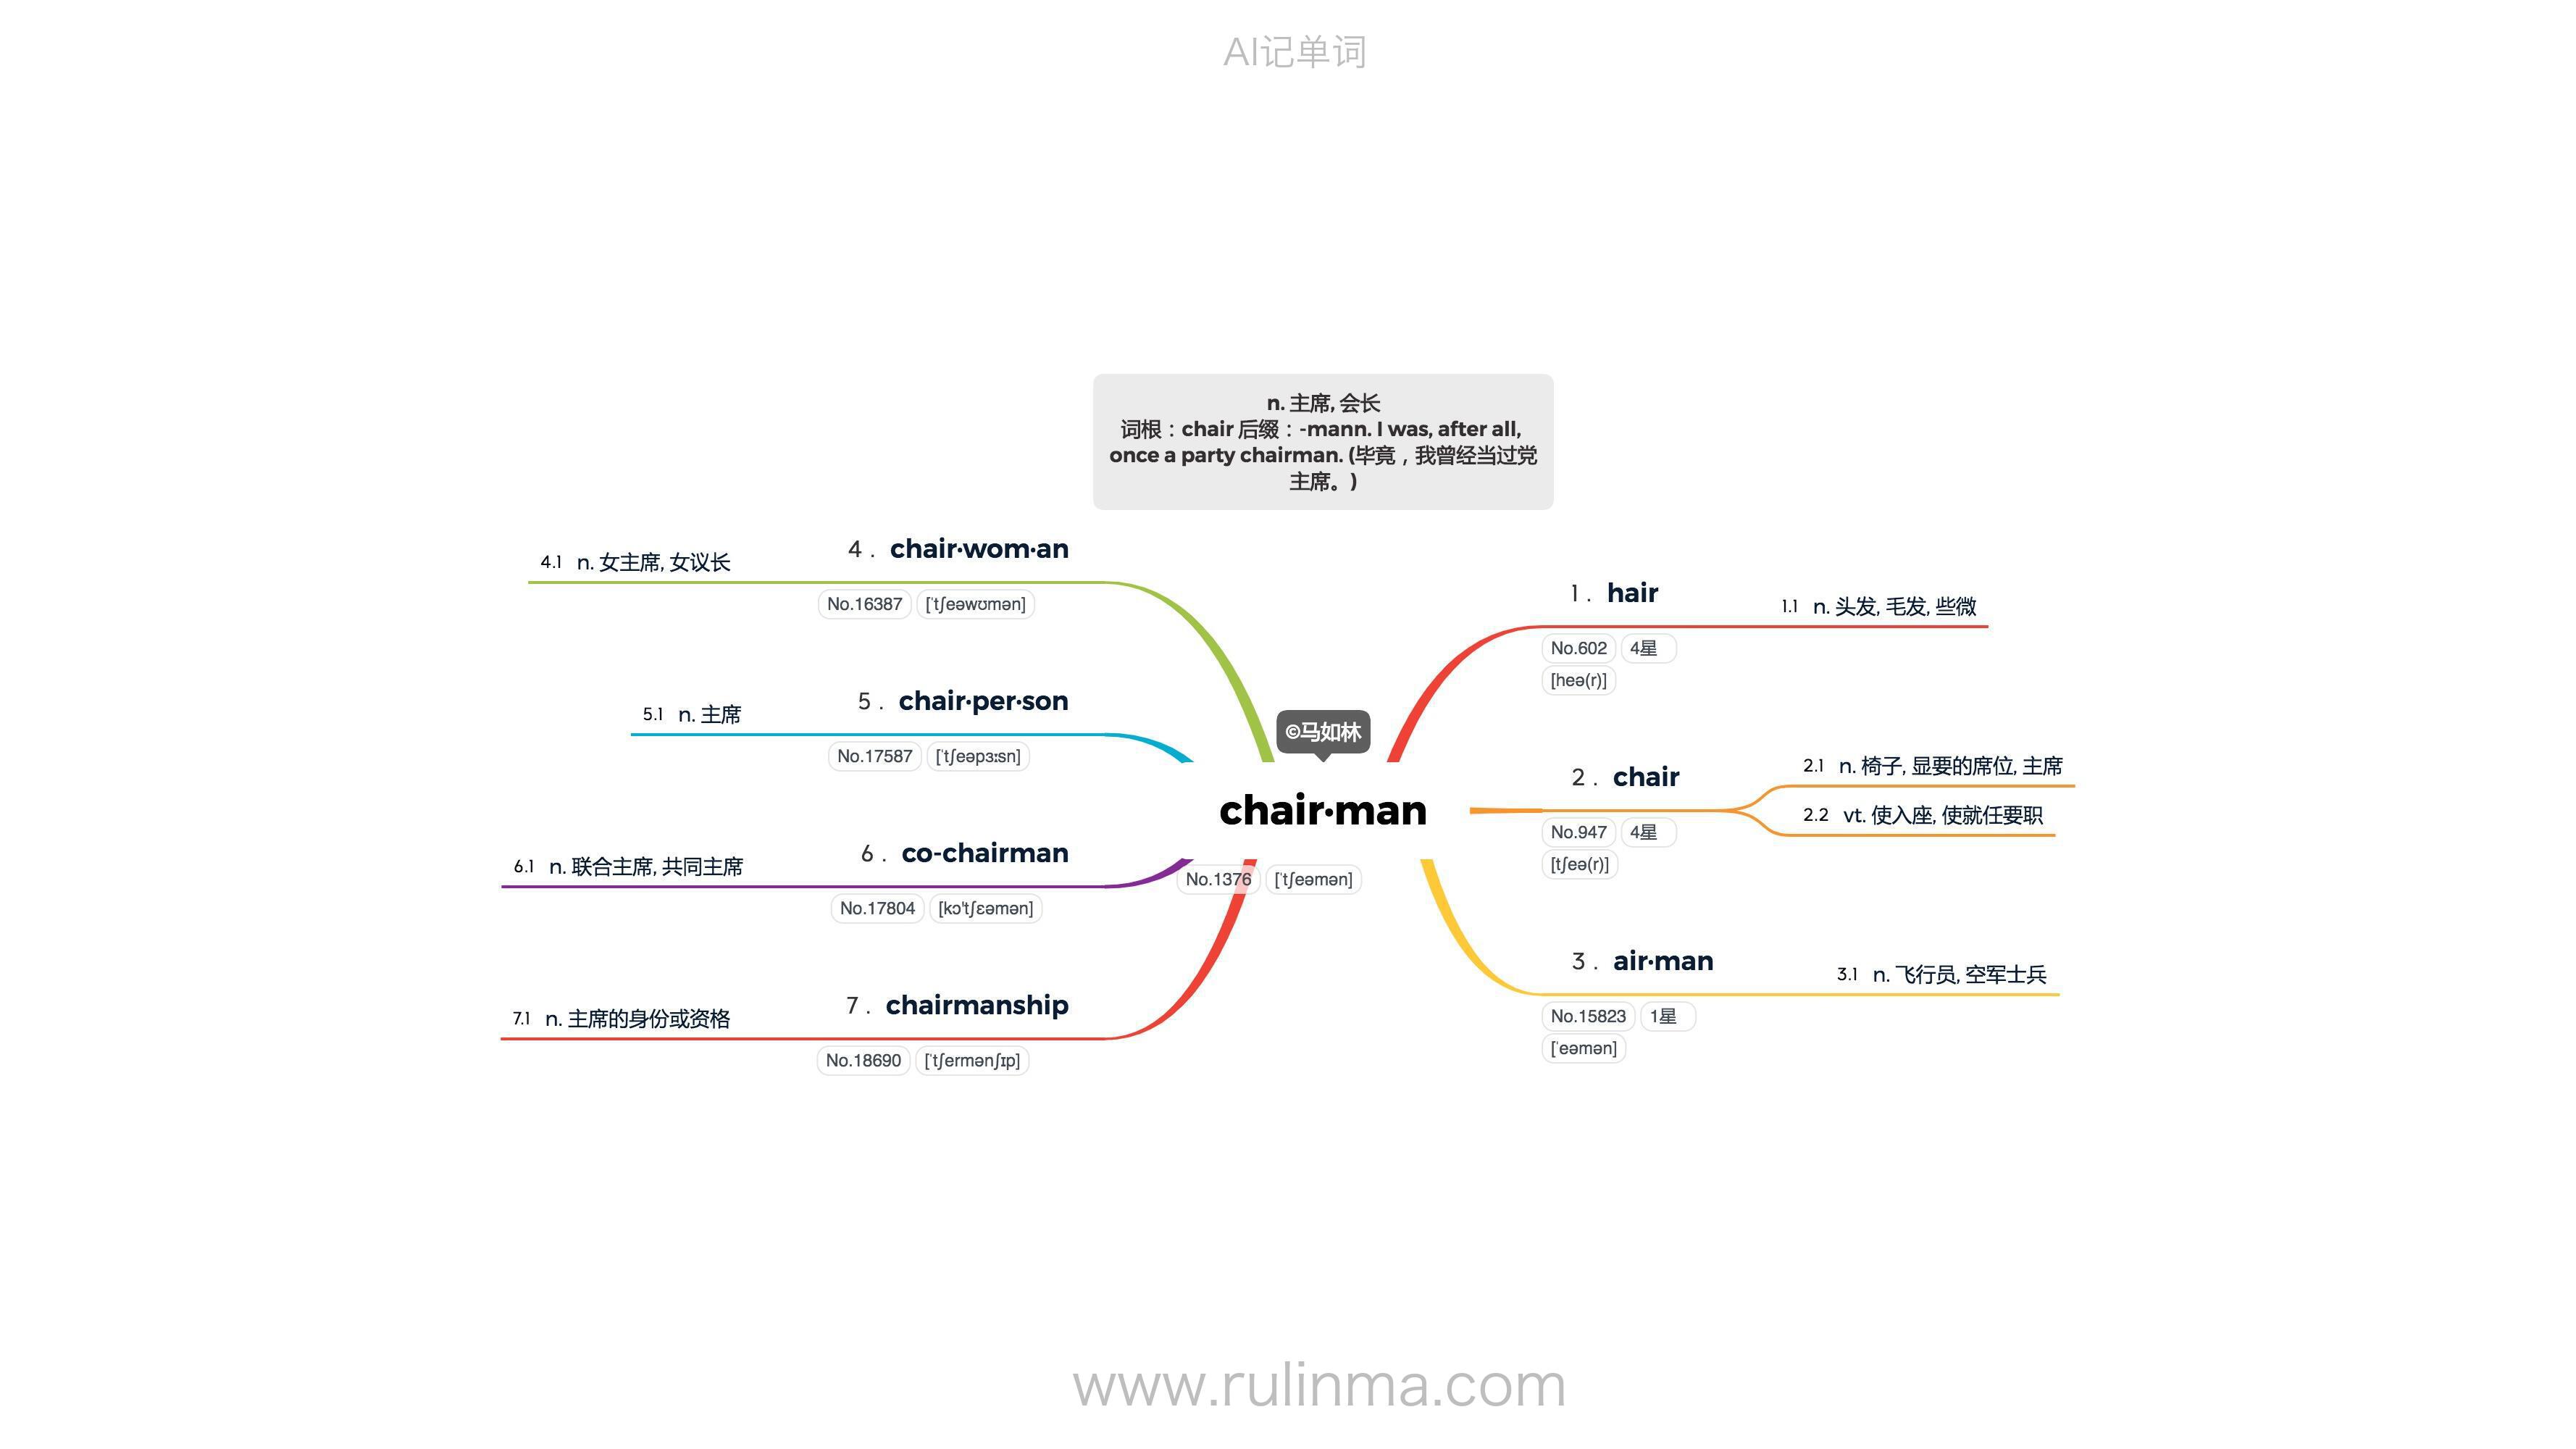 AI记单词
n. 主席, 会长
词根：chair 后缀：-mann. I was, after all,
once a party chairman. (毕竟，我曾经当过党
主席。)
©马如林
chair·man
No.1376 ['tʃeəmən]
1. hair
No.602 4星
[heə(r)]
1.1 n. 头发, 毛发, 些微
2. chair
No.947 4星
[tʃeə(r)]
2.1 n. 椅子, 显要的席位, 主席
2.2 vt. 使入座, 使就任要职
3. air·man
No.15823 1星
['eəmən]
3.1 n. 飞行员, 空军士兵
4. chair·wom·an
No.16387 ['tʃeəwʊmən]
4.1 n. 女主席, 女议长
5. chair·per·son
No.17587 ['tʃeəpɜːsn]
5.1 n. 主席
6. co-chairman
No.17804 [kɔ'tʃɛəmən]
6.1 n. 联合主席, 共同主席
7. chairmanship
No.18690 ['tʃermənʃɪp]
7.1 n. 主席的身份或资格
www.rulinma.com